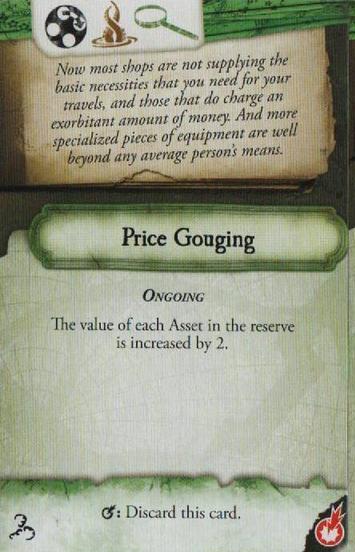 Now most shops are not supplying the
basic necessities that you need for your
travels, and those that do charge an
exorbitant amount of money. And more
specialized pieces of equipment are well
beyond any average person's means.
Price Gouging
ONGOING
The value of each Asset in the reserve
is increased by 2.
: Discard this card.